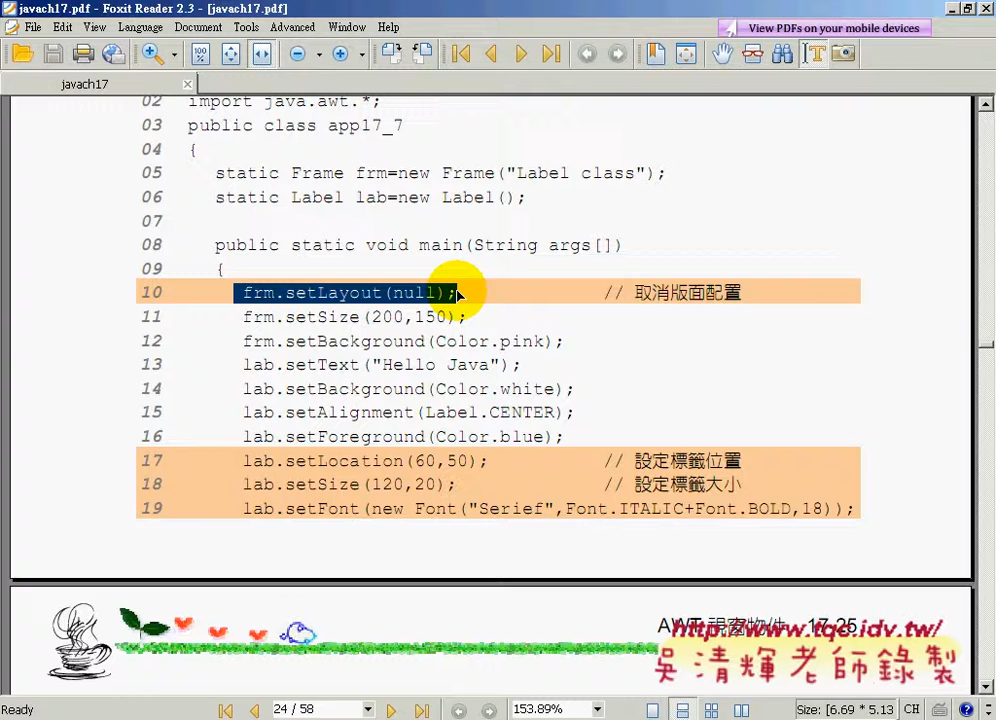 javach17.pdf - Foxit Reader 2.3 - [javach17.pdf]
File Edit View Language Document Tools Advanced Window Help
View PDFs on your mobile devices
javach17
02 import java.awt.*;
03 public class app17_7
04 {
05 static Frame frm=new Frame("Label class");
06 static Label lab=new Label();
07
08 public static void main(String args[])
09 {
10 frm.setLayout(null); // 取消版面配置
11 frm.setSize(200,150);
12 frm.setBackground(Color.pink);
13 lab.setText("Hello Java");
14 lab.setBackground(Color.white);
15 lab.setAlignment(Label.CENTER);
16 lab.setForeground(Color.blue);
17 lab.setLocation(60,50); // 設定標籤位置
18 lab.setSize(120,20); // 設定標籤大小
19 lab.setFont(new Font("Serief",Font.ITALIC+Font.BOLD,18));
AWT 視窗物件 17-25
http://www.tqcidv.tw/
吳清輝老師錄製
Ready 24 / 58 153.89% Size: [6.69 * 5.13 CH